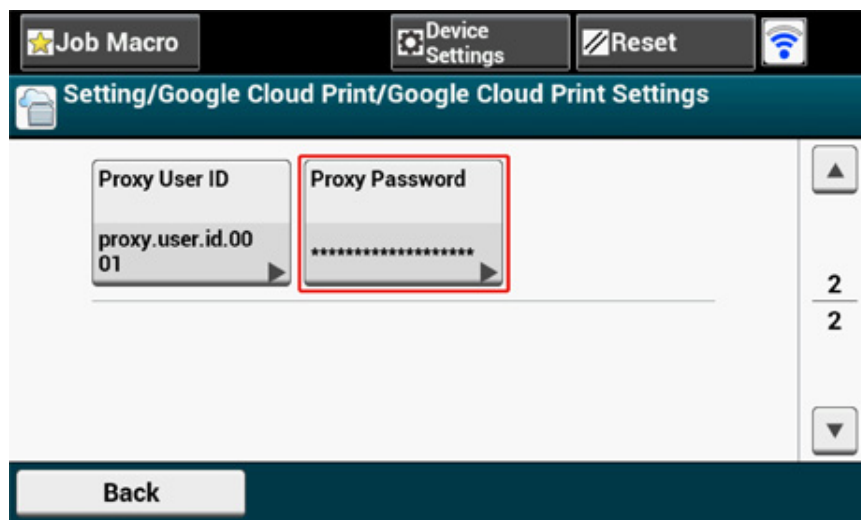 Job Macro
Device
Settings
Reset
Setting/Google Cloud Print/Google Cloud Print Settings
Proxy User ID
Proxy Password
proxy.user.id.00
01
*******************
2
2
Back